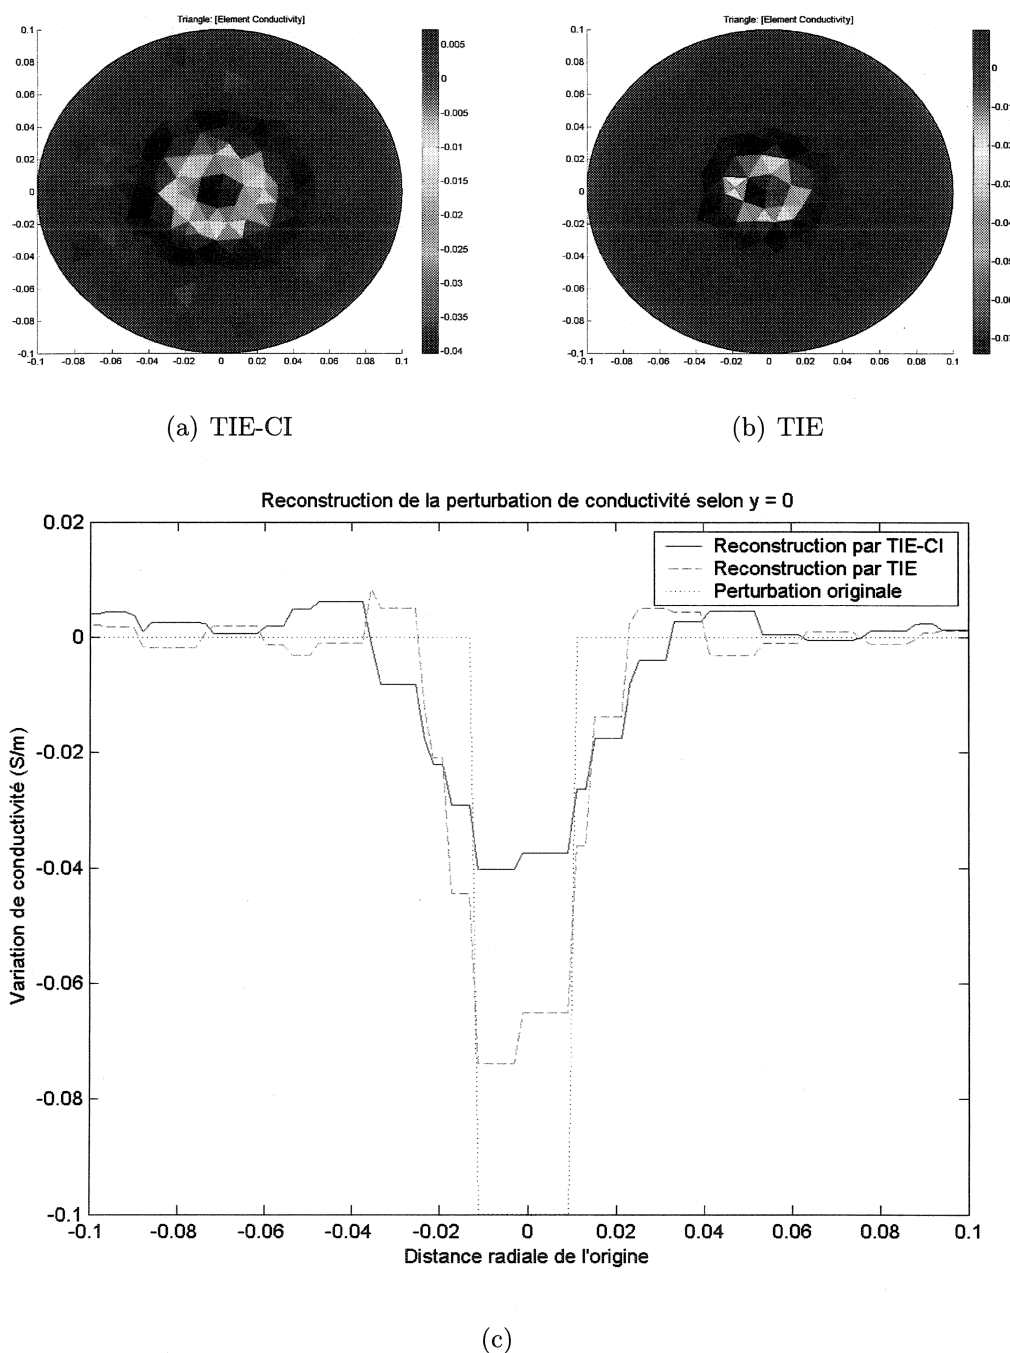 Triangle: [Element Conductivity]
0.1
0.08
0.06
0.04
0.02
0
-0.02
-0.04
-0.06
-0.08
-0.1
-0.1 -0.08 -0.06 -0.04 -0.02 0 0.02 0.04 0.06 0.08 0.1
0.005
0
-0.005
-0.01
-0.015
-0.02
-0.025
-0.03
-0.035
-0.04
(a) TIE-CI
Triangle: [Element Conductivity]
0.1
0.08
0.06
0.04
0.02
0
-0.02
-0.04
-0.06
-0.08
-0.1
-0.1 -0.08 -0.06 -0.04 -0.02 0 0.02 0.04 0.06 0.08 0.1
0
(b) TIE
Reconstruction de la perturbation de conductivité selon y = 0
Reconstruction par TIE-CI
Reconstruction par TIE
Perturbation originale
Variation de conductivité (S/m)
0.02
0
-0.02
-0.04
-0.06
-0.08
-0.1
-0.1 -0.08 -0.06 -0.04 -0.02 0 0.02 0.04 0.06 0.08 0.1
Distance radiale de l'origine
(c)